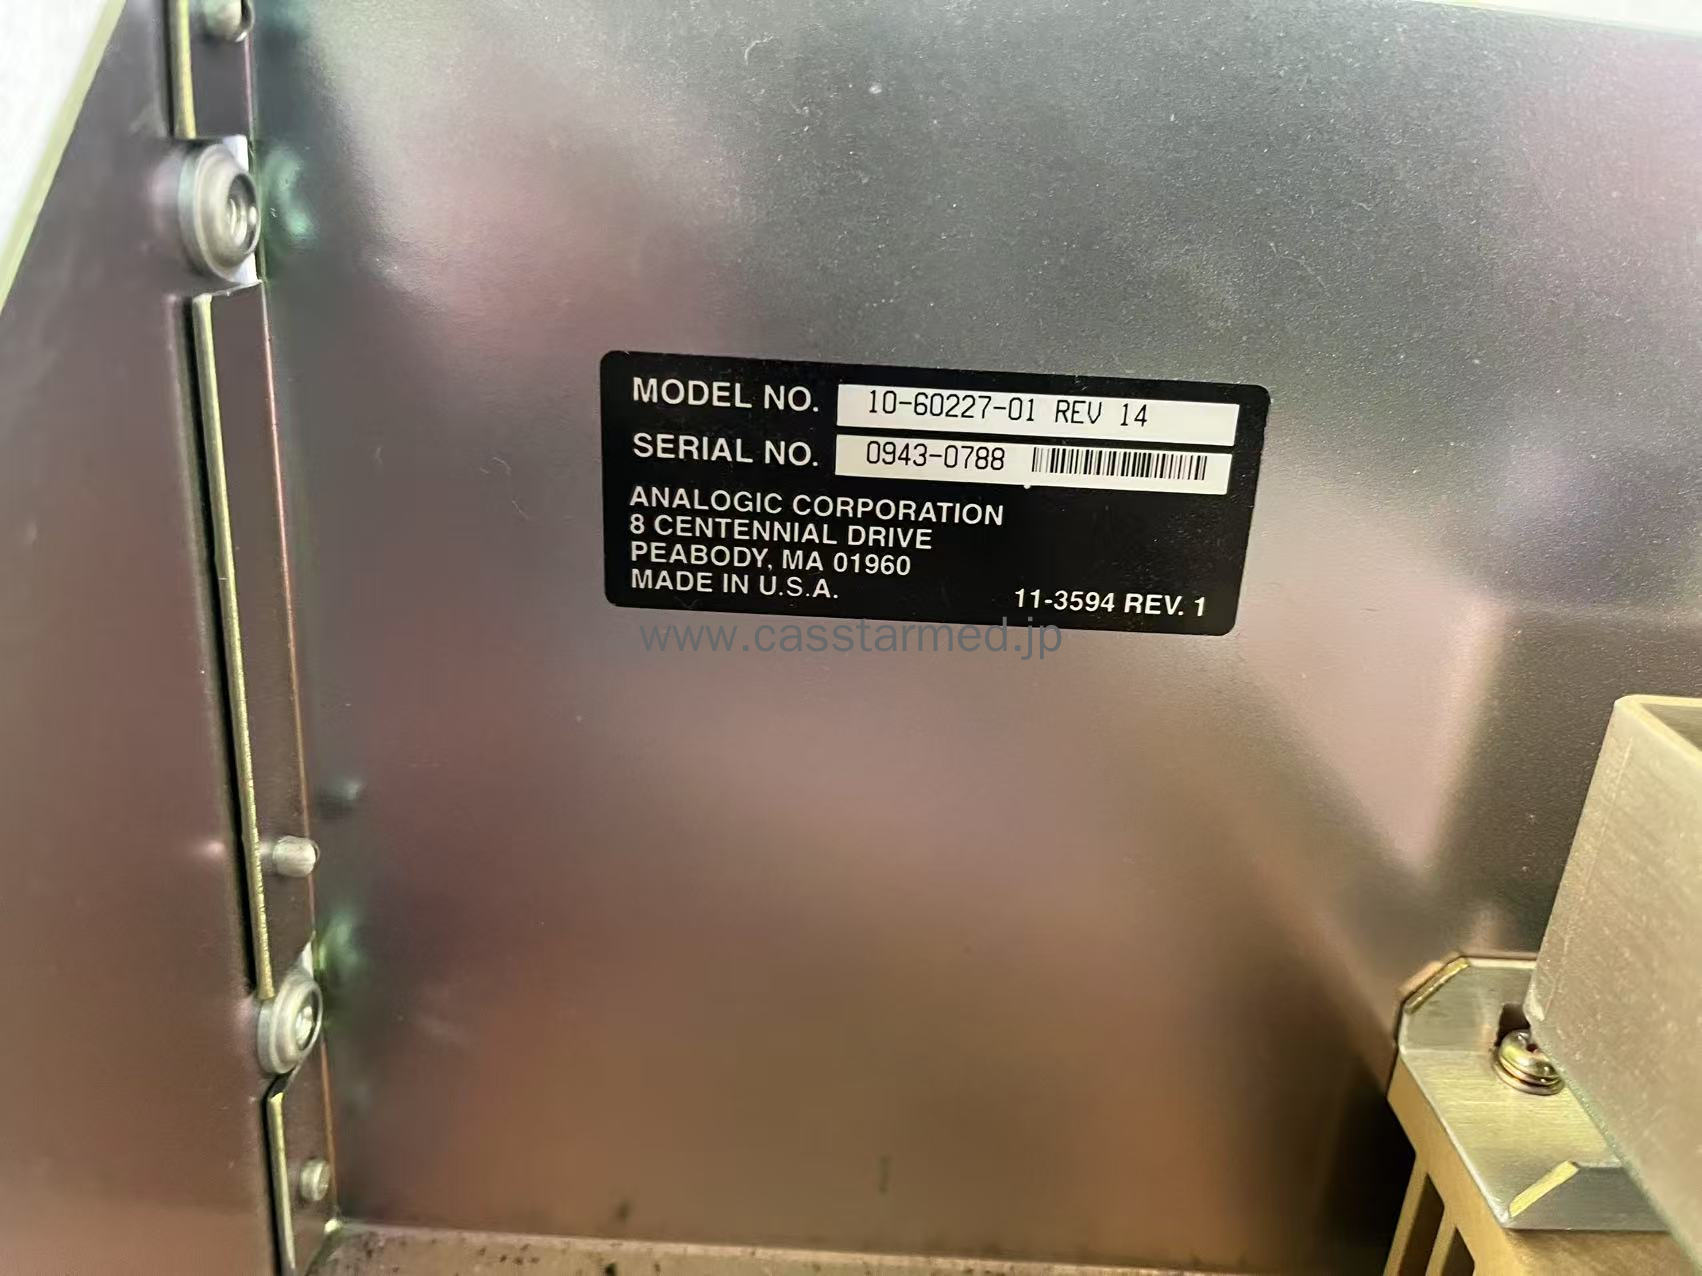 MODEL NO. 10-60227-01 REV 14
SERIAL NO. 0943-0788
ANALOGIC CORPORATION
8 CENTENNIAL DRIVE
PEABODY, MA 01960
MADE IN U.S.A. 11-3594 REV. 1
www.casstarmed.jp